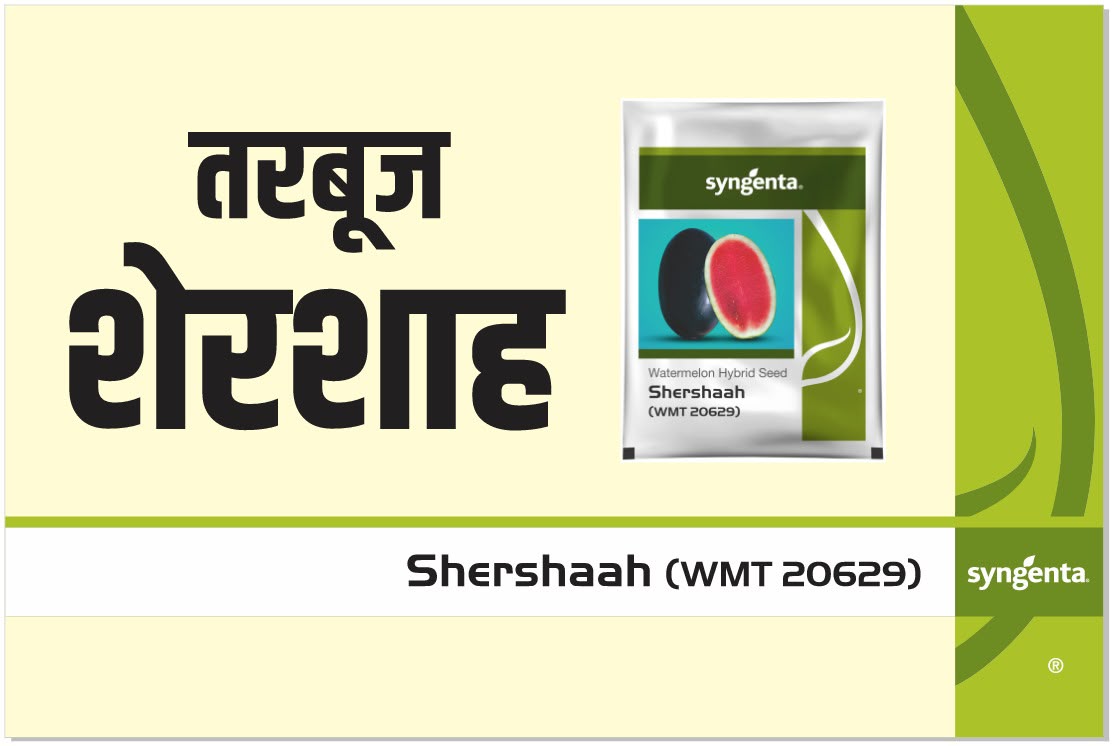 तरबूज
शेरशाह
syngenta®
Watermelon Hybrid Seed
Shershaah
(WMT 20629)
Shershaah (WMT 20629)
syngenta®
®